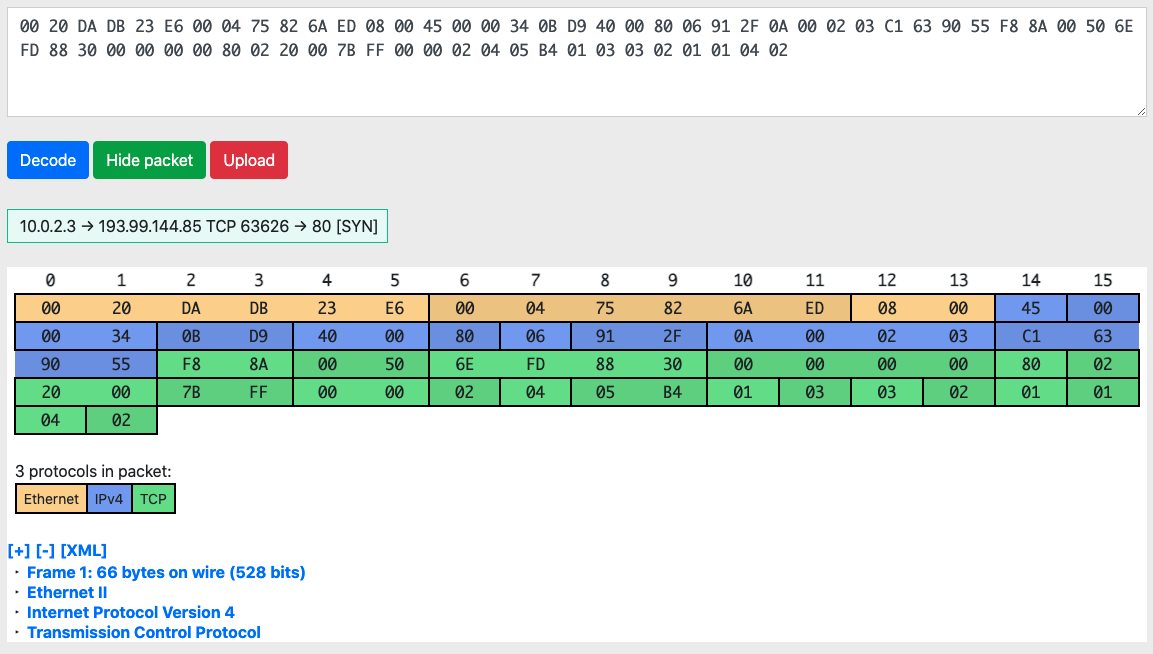 00 20 DA DB 23 E6 00 04 75 82 6A ED 08 00 45 00 00 34 0B D9 40 00 80 06 91 2F 0A 00 02 03 C1 63 90 55 F8 8A 00 50 6E
FD 88 30 00 00 00 00 80 02 20 00 7B FF 00 00 02 04 05 B4 01 03 03 02 01 01 04 02
Decode Hide packet Upload
10.0.2.3 → 193.99.144.85 TCP 63626 → 80 [SYN]
0 1 2 3 4 5 6 7 8 9 10 11 12 13 14 15
00 20 DA DB 23 E6 00 04 75 82 6A ED 08 00 45 00
00 34 0B D9 40 00 80 06 91 2F 0A 00 02 03 C1 63
90 55 F8 8A 00 50 6E FD 88 30 00 00 00 00 80 02
20 00 7B FF 00 00 02 04 05 B4 01 03 03 02 01 01
04 02
3 protocols in packet:
Ethernet IPv4 TCP
[+] [-] [XML]
‣ Frame 1: 66 bytes on wire (528 bits)
‣ Ethernet II
‣ Internet Protocol Version 4
‣ Transmission Control Protocol